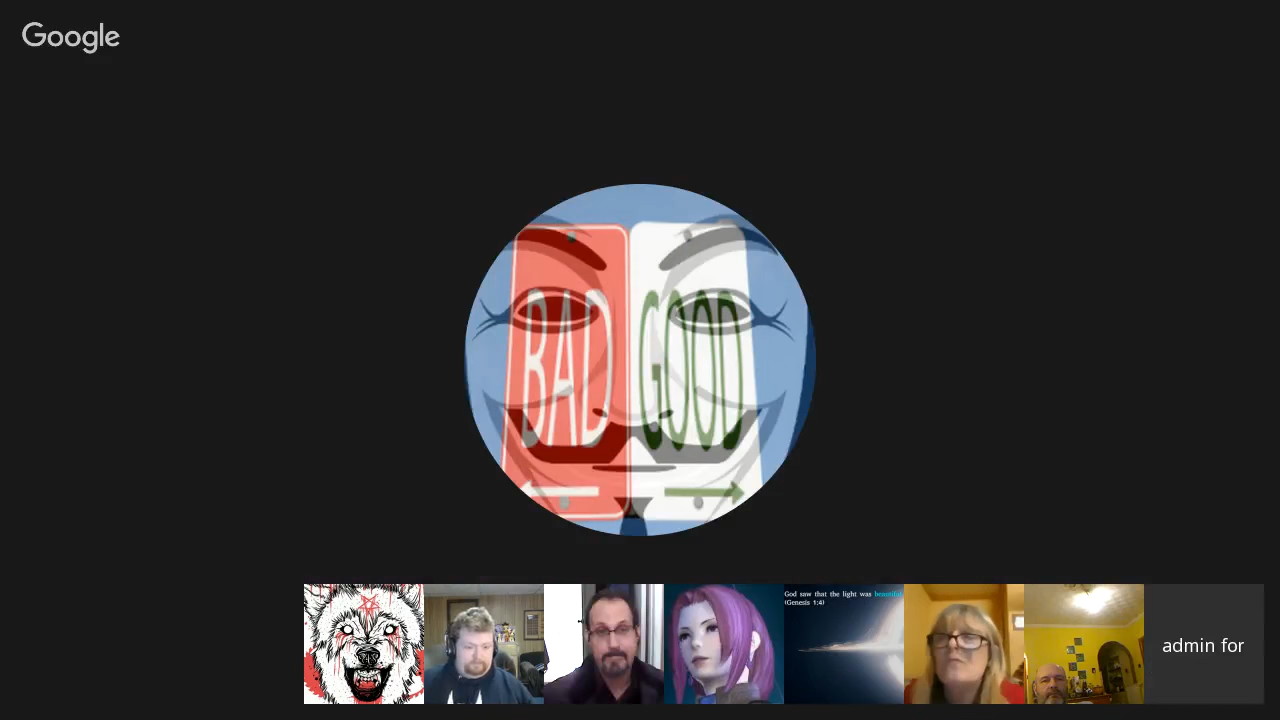 Google
BAD GOOD
God saw that the light was beautiful
(Genesis 1:4)
admin for